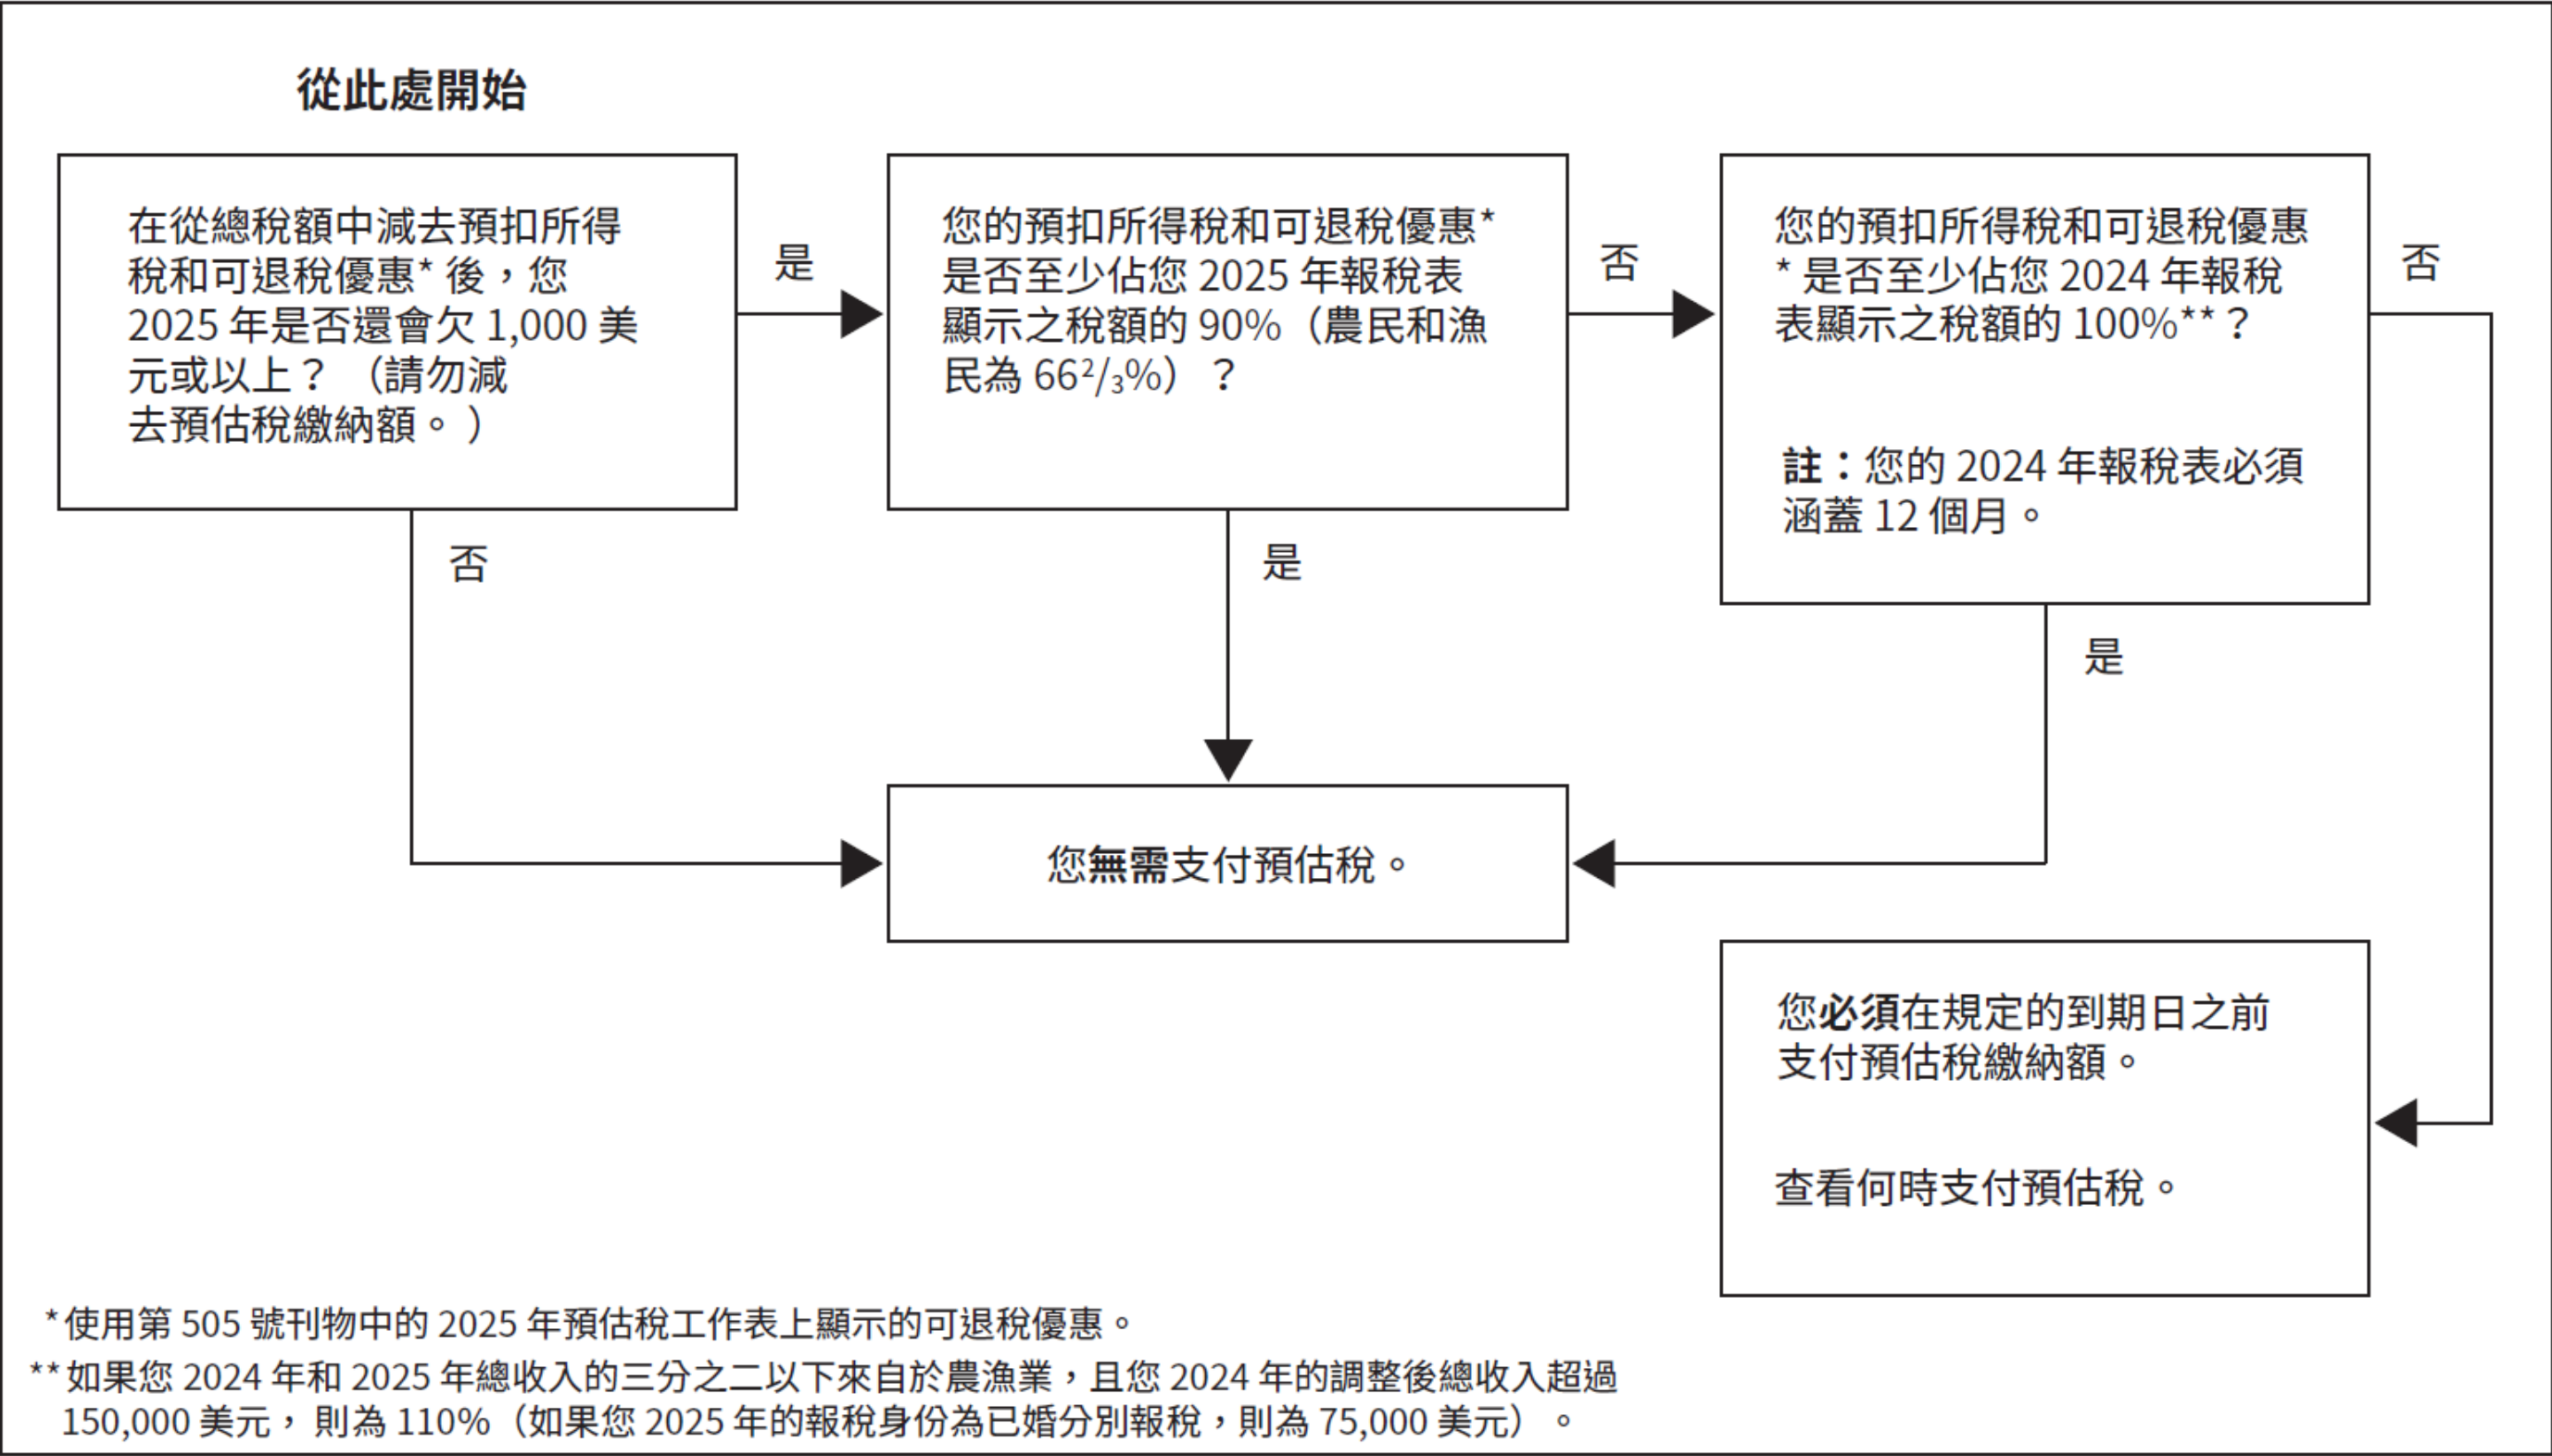 從此處開始
在從總稅額中減去預扣所得
稅和可退稅優惠* 後，您
2025 年是否還會欠 1,000 美
元或以上？（請勿減
去預估稅繳納額。）
是
您的預扣所得稅和可退稅優惠*
是否至少佔您 2025 年報稅表
顯示之稅額的 90%（農民和漁
民為 66²/₃%）？
否
您的預扣所得稅和可退稅優惠
* 是否至少佔您 2024 年報稅
表顯示之稅額的 100%**？
註：您的 2024 年報稅表必須
涵蓋 12 個月。
否
否
是
是
您無需支付預估稅。
您必須在規定的到期日之前
支付預估稅繳納額。
查看何時支付預估稅。
* 使用第 505 號刊物中的 2025 年預估稅工作表上顯示的可退稅優惠。
** 如果您 2024 年和 2025 年總收入的三分之二以下來自於農漁業，且您 2024 年的調整後總收入超過
150,000 美元， 則為 110%（如果您 2025 年的報稅身份為已婚分別報稅，則為 75,000 美元）。